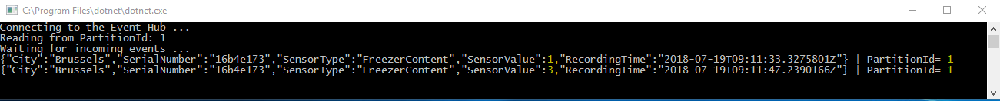 C:\Program Files\dotnet\dotnet.exe
Connecting to the Event Hub ...
Reading from PartitionId: 1
Waiting for incoming events ...
{"City":"Brussels","SerialNumber":"16b4e173","SensorType":"FreezerContent","SensorValue":1,"RecordingTime":"2018-07-19T09:11:33.3275801Z"} | PartitionId= 1
{"City":"Brussels","SerialNumber":"16b4e173","SensorType":"FreezerContent","SensorValue":3,"RecordingTime":"2018-07-19T09:11:47.2390166Z"} | PartitionId= 1